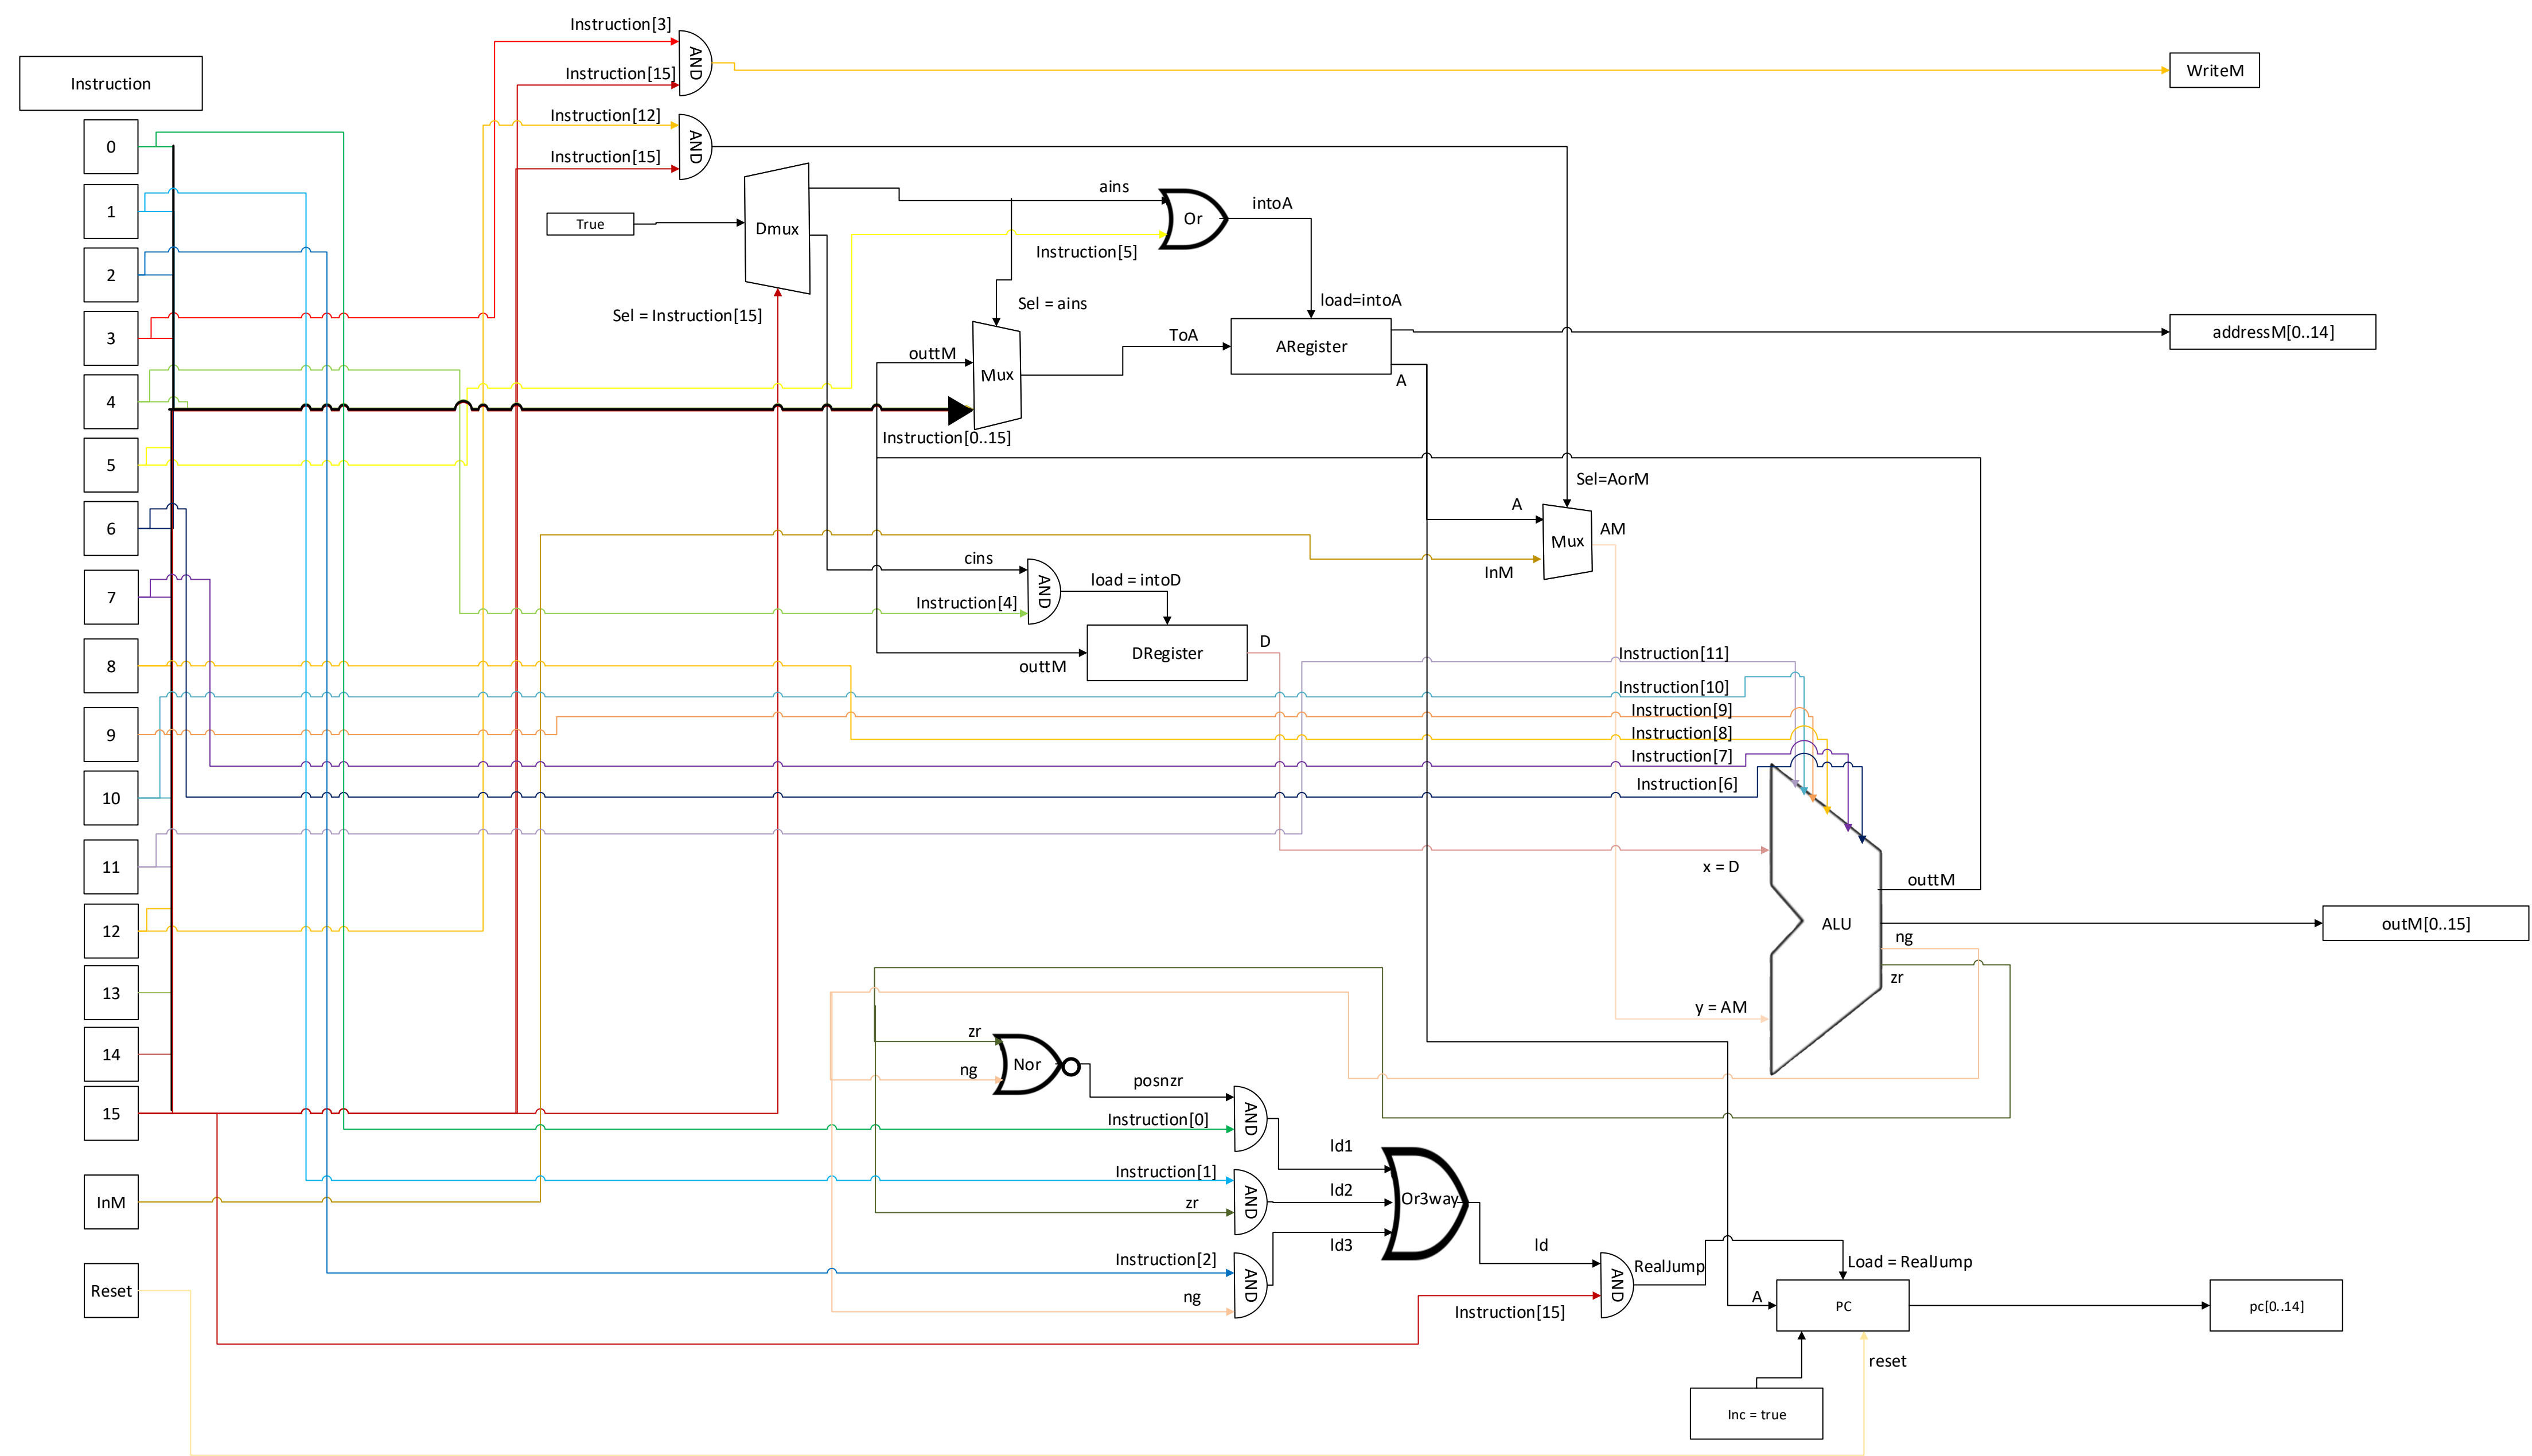 Instruction[3]
Instruction
Instruction[15]
AND
WriteM
Instruction[12]
0
Instruction[15]
AND
1
True
Dmux
ains
Or
intoA
Instruction[5]
2
Sel = Instruction[15]
Sel = ains
load=intoA
3
outtM
Mux
ToA
ARegister
addressM[0..14]
A
4
Instruction[0..15]
5
Sel=AorM
6
A
AM
Mux
InM
cins
7
Instruction[4]
AND
load = intoD
8
outtM
DRegister
D
Instruction[11]
Instruction[10]
9
Instruction[9]
Instruction[8]
Instruction[7]
10
Instruction[6]
11
x = D
outtM
12
ALU
outM[0..15]
ng
zr
13
y = AM
14
zr
ng
Nor
posnzr
15
Instruction[0]
AND
ld1
InM
Instruction[1]
zr
AND
ld2
Or3way
ld3
Reset
Instruction[2]
ng
AND
ld
Instruction[15]
AND
RealJump
Load = RealJump
A
PC
pc[0..14]
reset
Inc = true